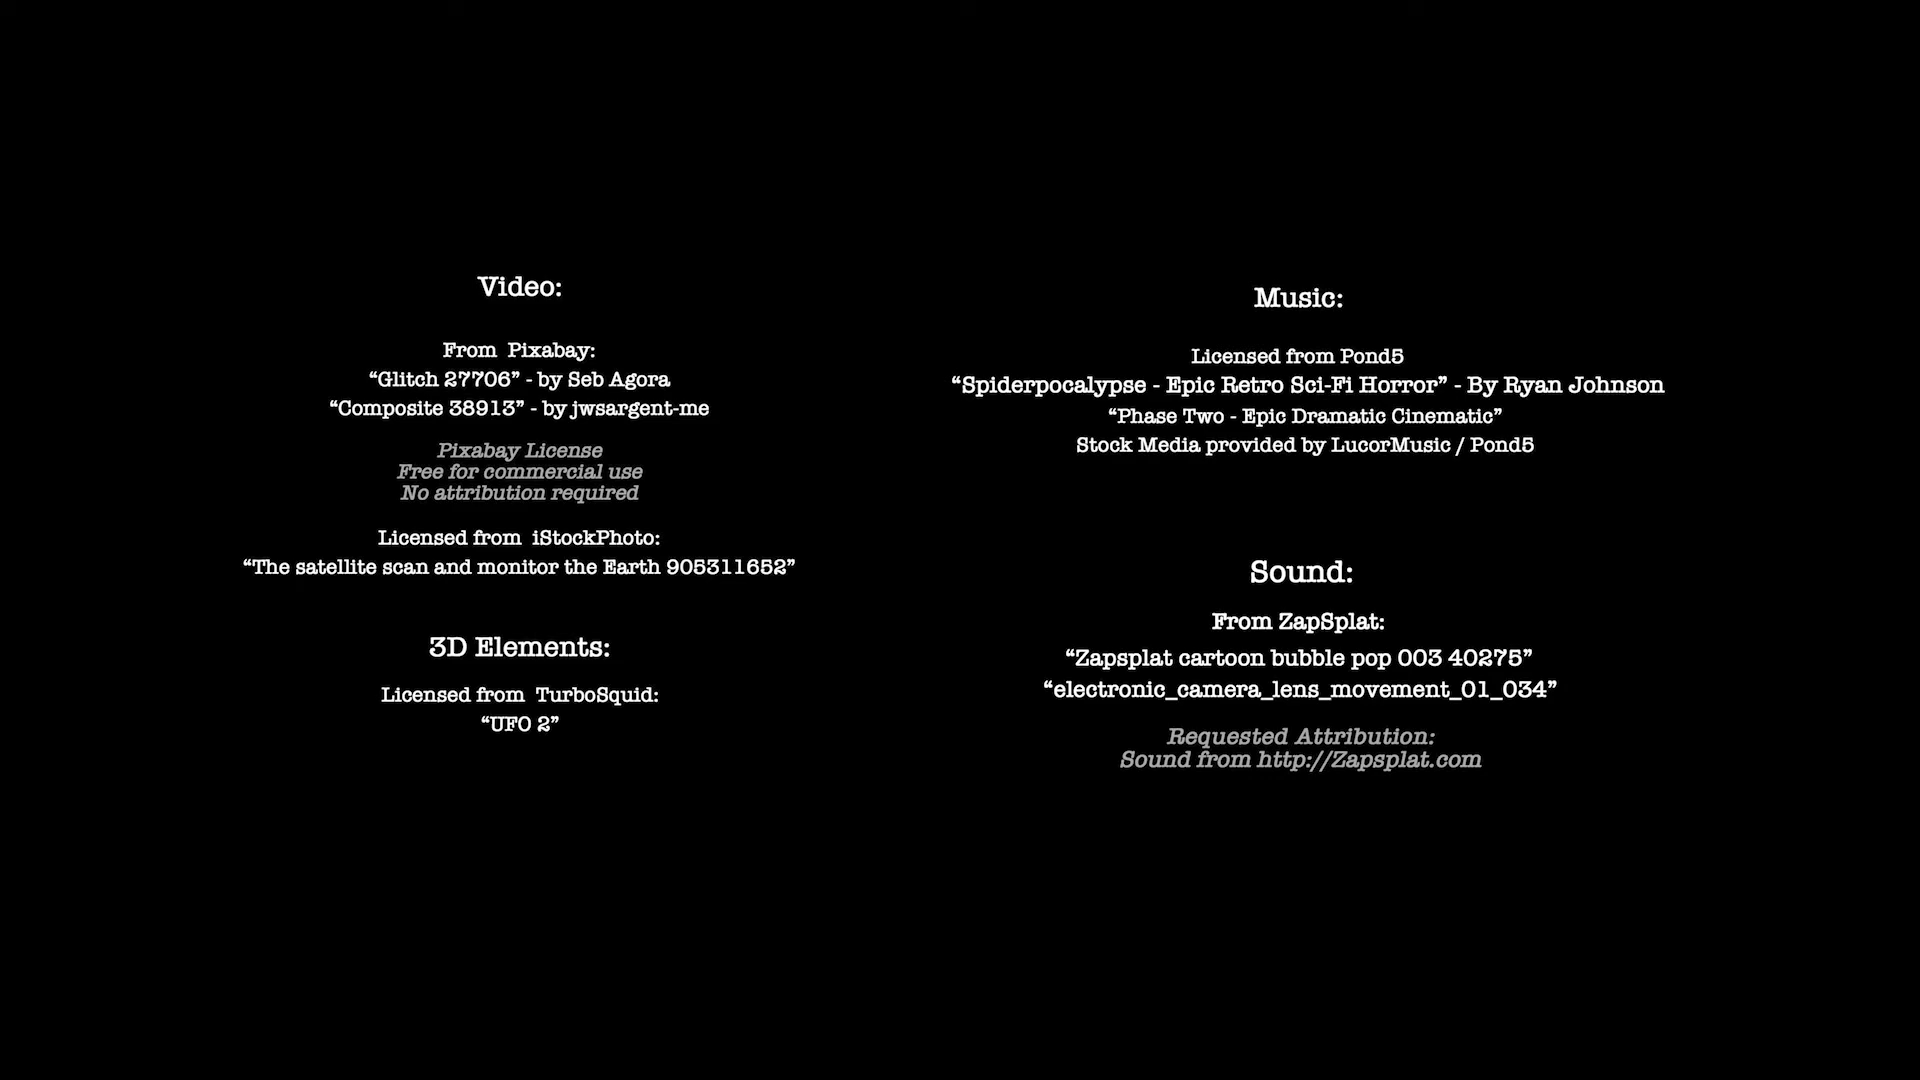 Video:
From Pixabay:
“Glitch 27706” - by Seb Agora
“Composite 38913” - by jwsargent-me
Pixabay License
Free for commercial use
No attribution required
Licensed from iStockPhoto:
“The satellite scan and monitor the Earth 905311652”
3D Elements:
Licensed from TurboSquid:
“UFO 2”
Music:
Licensed from Pond5
“Spiderpocalypse - Epic Retro Sci-Fi Horror” - By Ryan Johnson
“Phase Two - Epic Dramatic Cinematic”
Stock Media provided by LucorMusic / Pond5
Sound:
From ZapSplat:
“Zapsplat cartoon bubble pop 003 40275”
“electronic_camera_lens_movement_01_034”
Requested Attribution:
Sound from http://Zapsplat.com